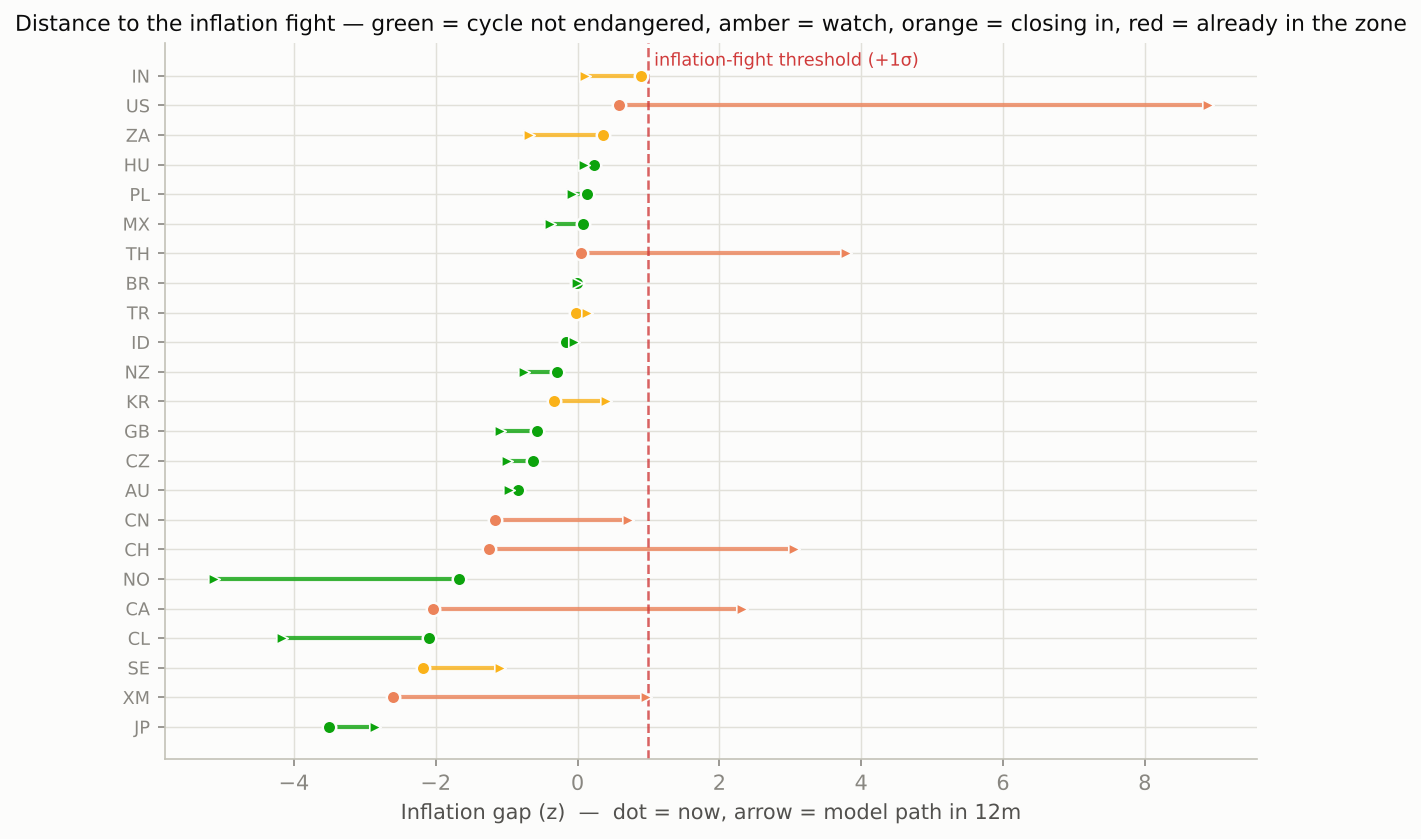 Distance to the inflation fight — green = cycle not endangered, amber = watch, orange = closing in, red = already in the zone
inflation-fight threshold (+1σ)
IN
US
ZA
HU
PL
MX
TH
BR
TR
ID
NZ
KR
GB
CZ
AU
CN
CH
NO
CA
CL
SE
XM
JP
−4 −2 0 2 4 6 8
Inflation gap (z) — dot = now, arrow = model path in 12m